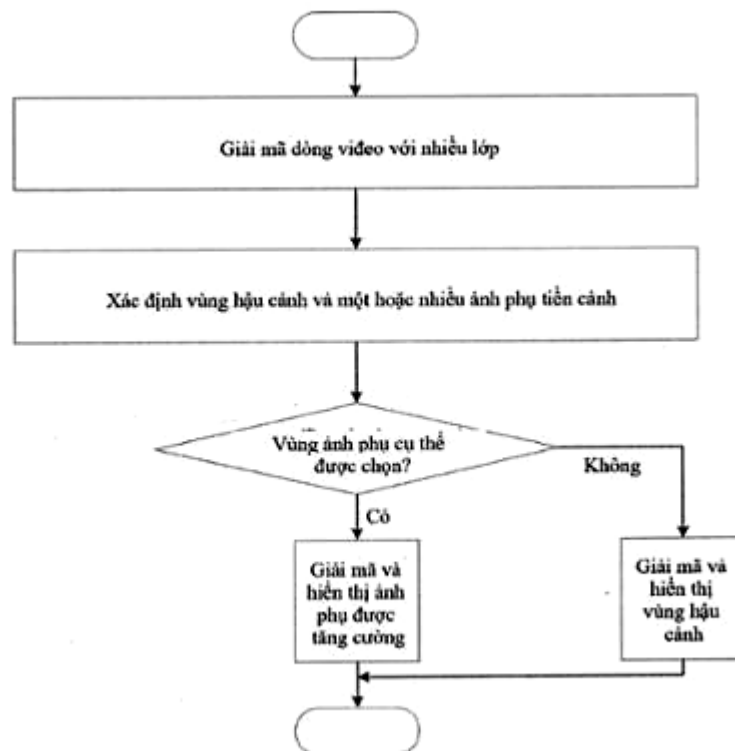 Giải mã dòng video với nhiều lớp
Xác định vùng hậu cảnh và một hoặc nhiều ảnh phụ tiền cảnh
Vùng ảnh phụ cụ thể
được chọn?
Không
Có
Giải mã và
hiển thị ảnh
phụ được
tăng cường
Giải mã và
hiển thị
vùng hậu
cảnh